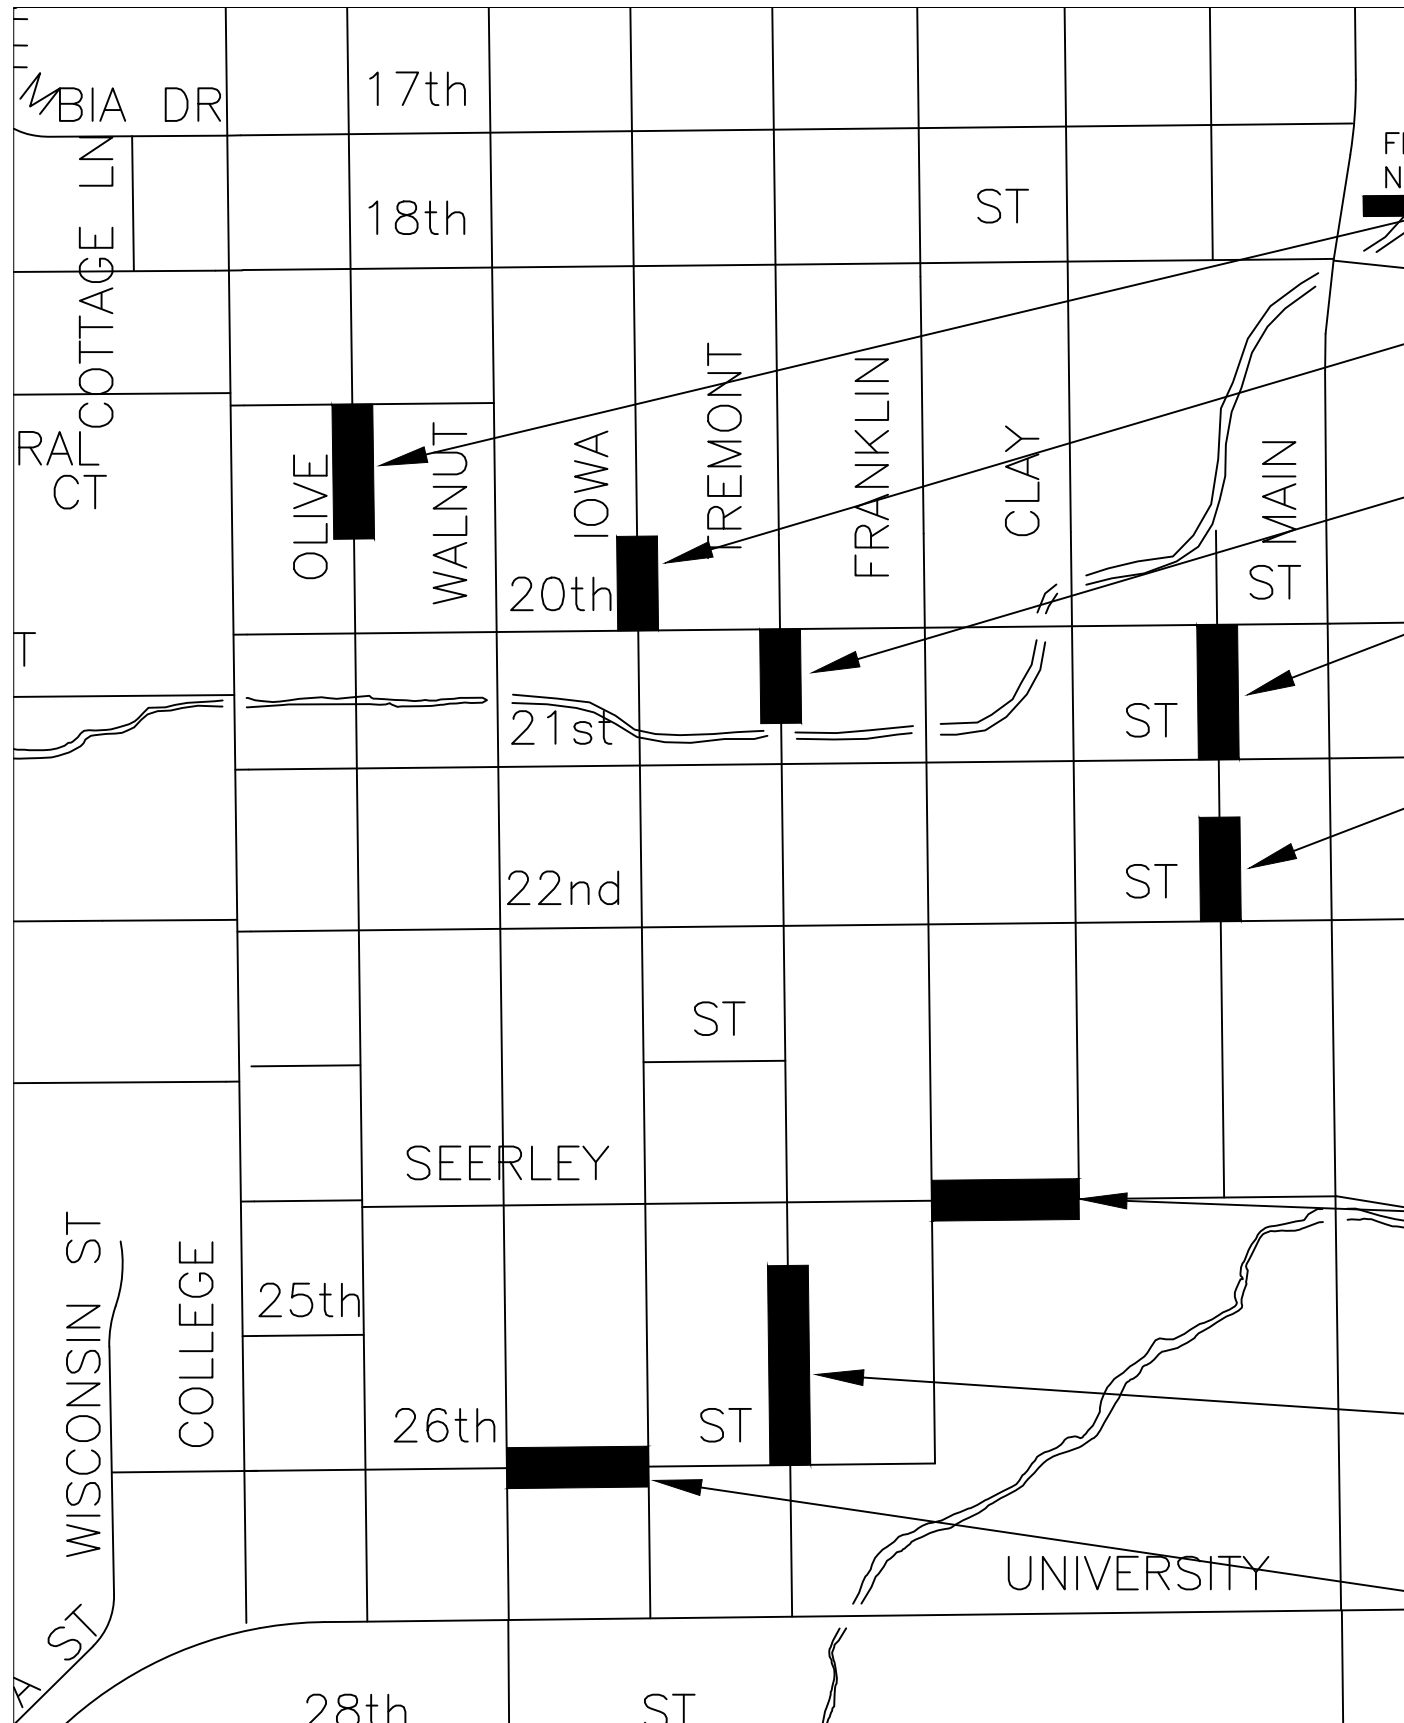 17th
BIA DR
COTTAGE LN
18th
ST
RAL
CT
OLIVE
WALNUT
IOWA
FREMONT
FRANKLIN
CLAY
MAIN
20th
ST
T
21st
ST
22nd
ST
ST
SEERLEY
WISCONSIN ST
COLLEGE
25th
26th
ST
UNIVERSITY
A ST
28th
ST